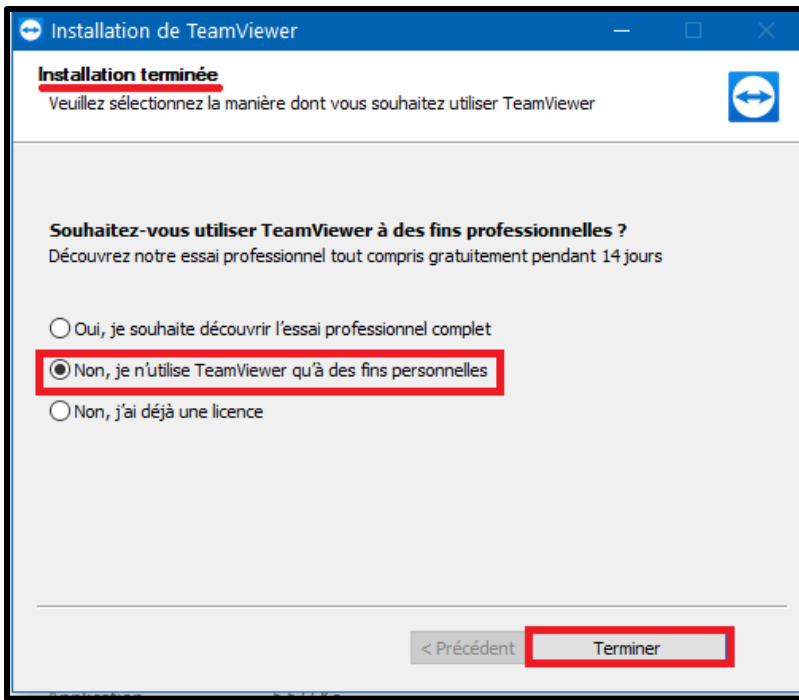 Installation de TeamViewer
Installation terminée
Veuillez sélectionnez la manière dont vous souhaitez utiliser TeamViewer
Souhaitez-vous utiliser TeamViewer à des fins professionnelles ?
Découvrez notre essai professionnel tout compris gratuitement pendant 14 jours
Oui, je souhaite découvrir l'essai professionnel complet
Non, je n'utilise TeamViewer qu'à des fins personnelles
Non, j'ai déjà une licence
< Précédent
Terminer